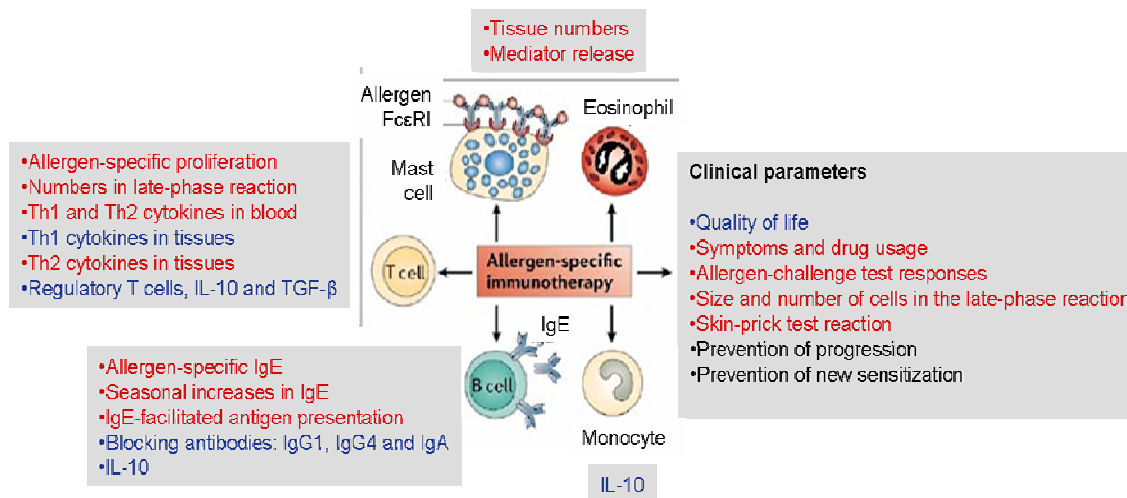 •Tissue numbers
•Mediator release
Allergen
FcεRI
Eosinophil
Mast
cell
•Allergen-specific proliferation
•Numbers in late-phase reaction
•Th1 and Th2 cytokines in blood
•Th1 cytokines in tissues
•Th2 cytokines in tissues
•Regulatory T cells, IL-10 and TGF-β
T cell
Allergen-specific
immunotherapy
Clinical parameters
•Quality of life
•Symptoms and drug usage
•Allergen-challenge test responses
•Size and number of cells in the late-phase reaction
•Skin-prick test reaction
•Prevention of progression
•Prevention of new sensitization
IgE
B cell
•Allergen-specific IgE
•Seasonal increases in IgE
•IgE-facilitated antigen presentation
•Blocking antibodies: IgG1, IgG4 and IgA
•IL-10
Monocyte
IL-10